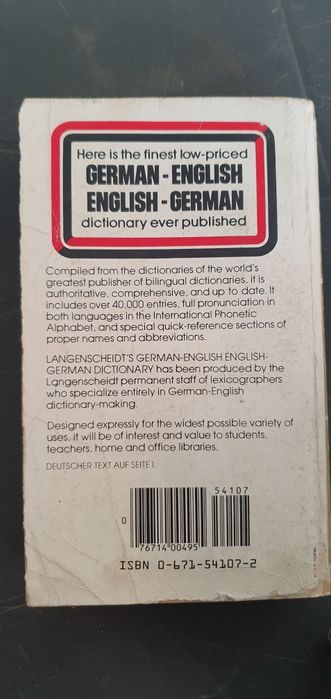 Here is the finest low-priced
GERMAN-ENGLISH
ENGLISH-GERMAN
dictionary ever published
Compiled from the dictionaries of the world's
greatest publisher of bilingual dictionaries, it is
authoritative, comprehensive, and up to date. It
includes over 40,000 entries, full pronunciation in
both languages in the International Phonetic
Alphabet, and special quick-reference sections of
proper names and abbreviations.
LANGENSCHEIDT'S GERMAN-ENGLISH ENGLISH-
GERMAN DICTIONARY has been produced by the
Langenscheidt permanent staff of lexicographers
who specialize entirely in German-English
dictionary-making.
Designed expressly for the widest possible variety of
uses, it will be of interest and value to students,
teachers, home and office libraries.
DEUTSCHER TEXT AUF SEITE 1
54107
0
76714 00495
ISBN 0-671-54107-2